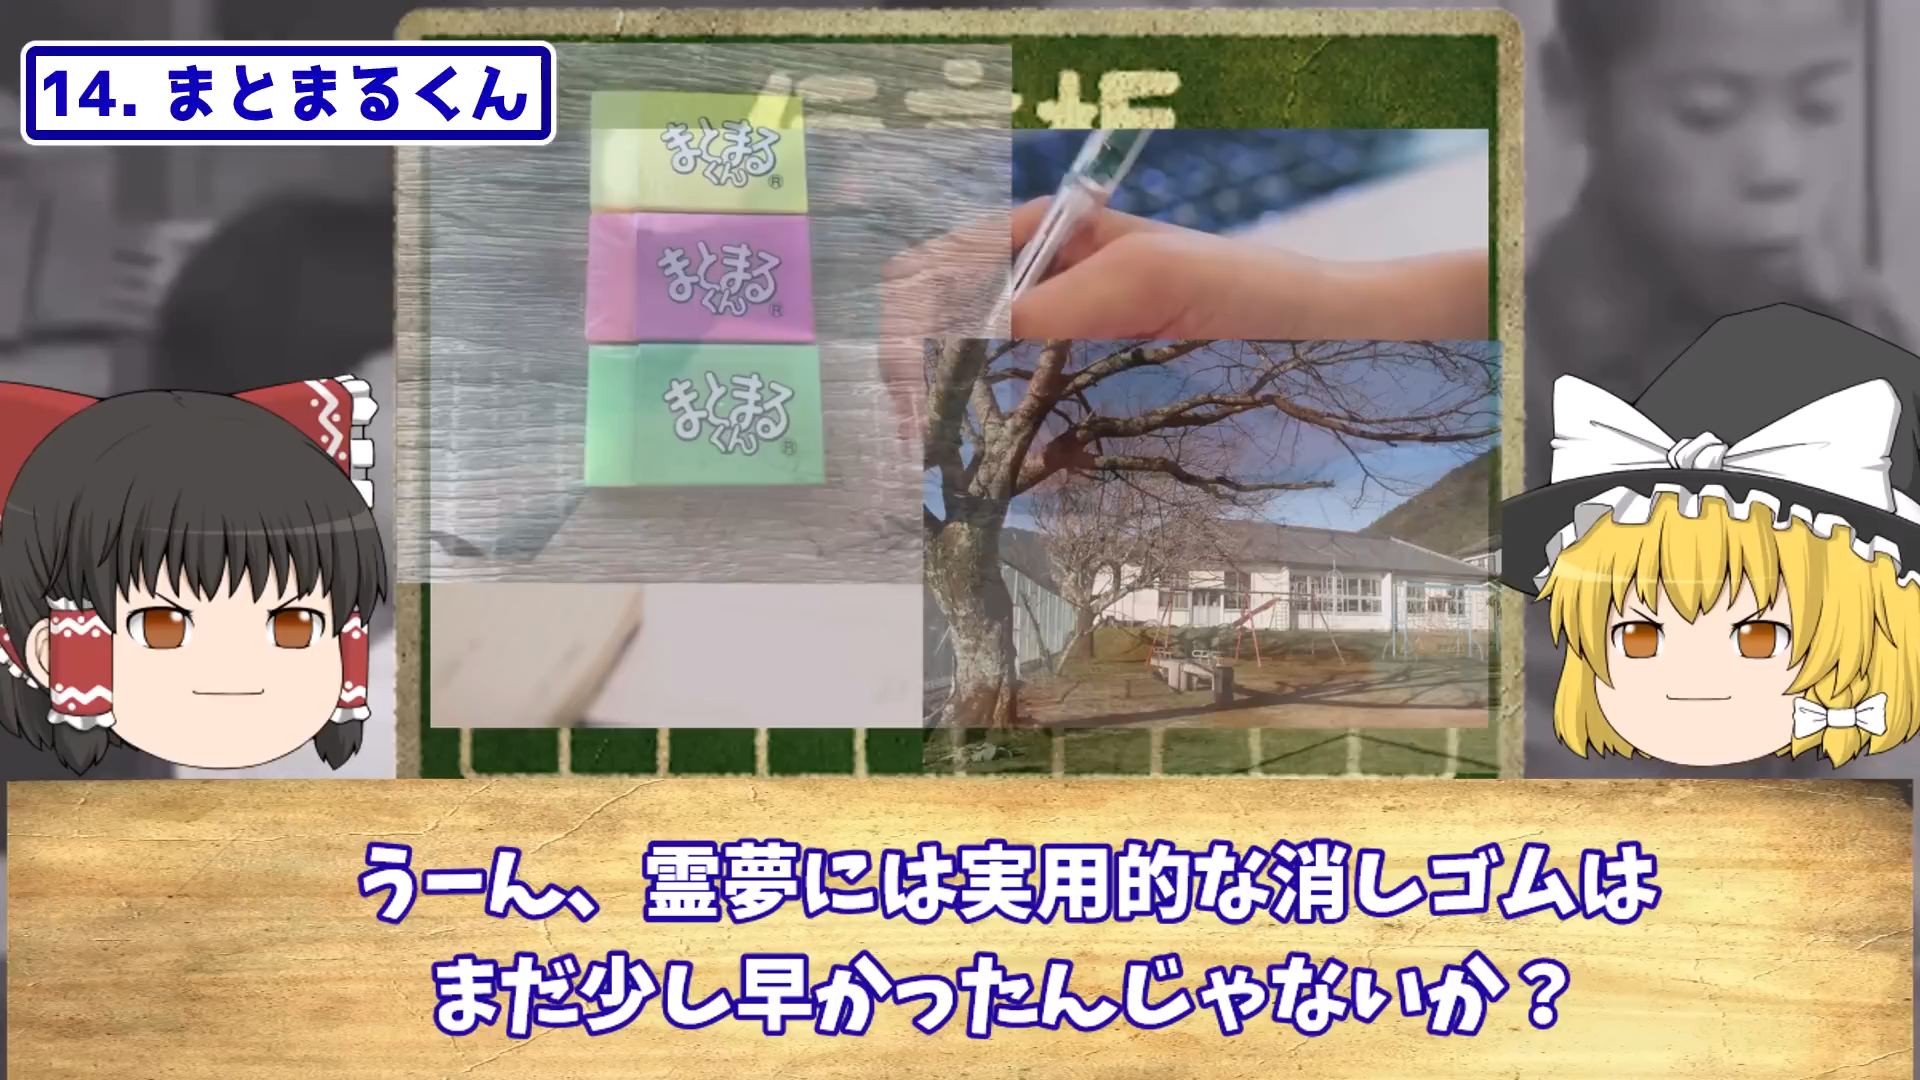 14. まとまるくん
まとまる
くん®
まとまる
くん®
まとまる
くん®
うーん、霊夢には実用的な消しゴムは
まだ少し早かったんじゃないか？